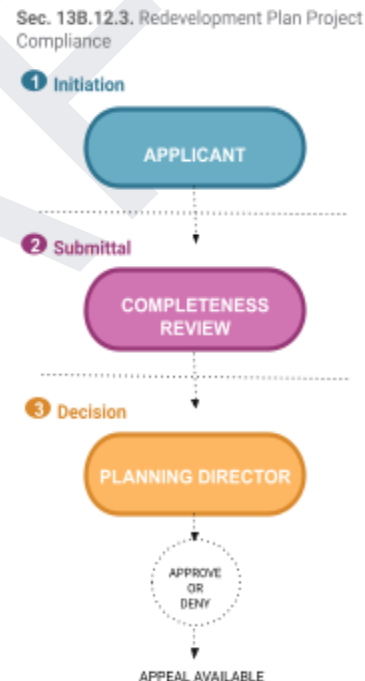 Sec. 13B.12.3. Redevelopment Plan Project
Compliance
1 Initiation
APPLICANT
2 Submittal
COMPLETENESS
REVIEW
3 Decision
PLANNING DIRECTOR
APPROVE
OR
DENY
APPEAL AVAILABLE